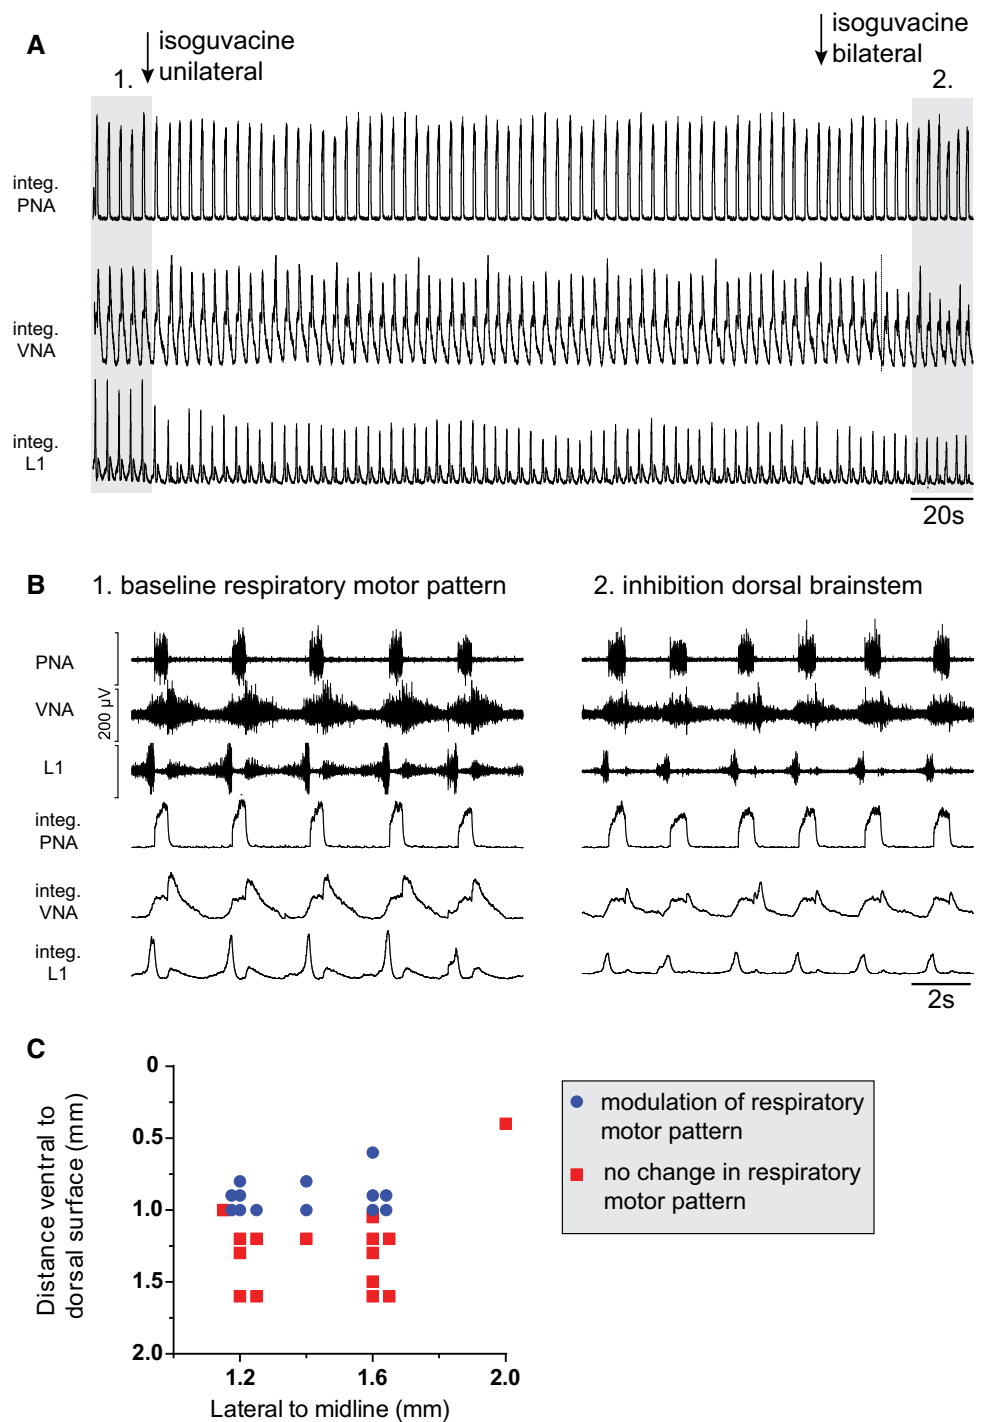 A
isoguvacine
unilateral
isoguvacine
bilateral
1.
2.
integ.
PNA
integ.
VNA
integ.
L1
20s
B
1. baseline respiratory motor pattern
2. inhibition dorsal brainstem
PNA
VNA
L1
200 µV
integ.
PNA
integ.
VNA
integ.
L1
2s
C
0
0.5
1.0
1.5
2.0
1.2
1.6
2.0
Distance ventral to
dorsal surface (mm)
Lateral to midline (mm)
modulation of respiratory
motor pattern
no change in respiratory
motor pattern